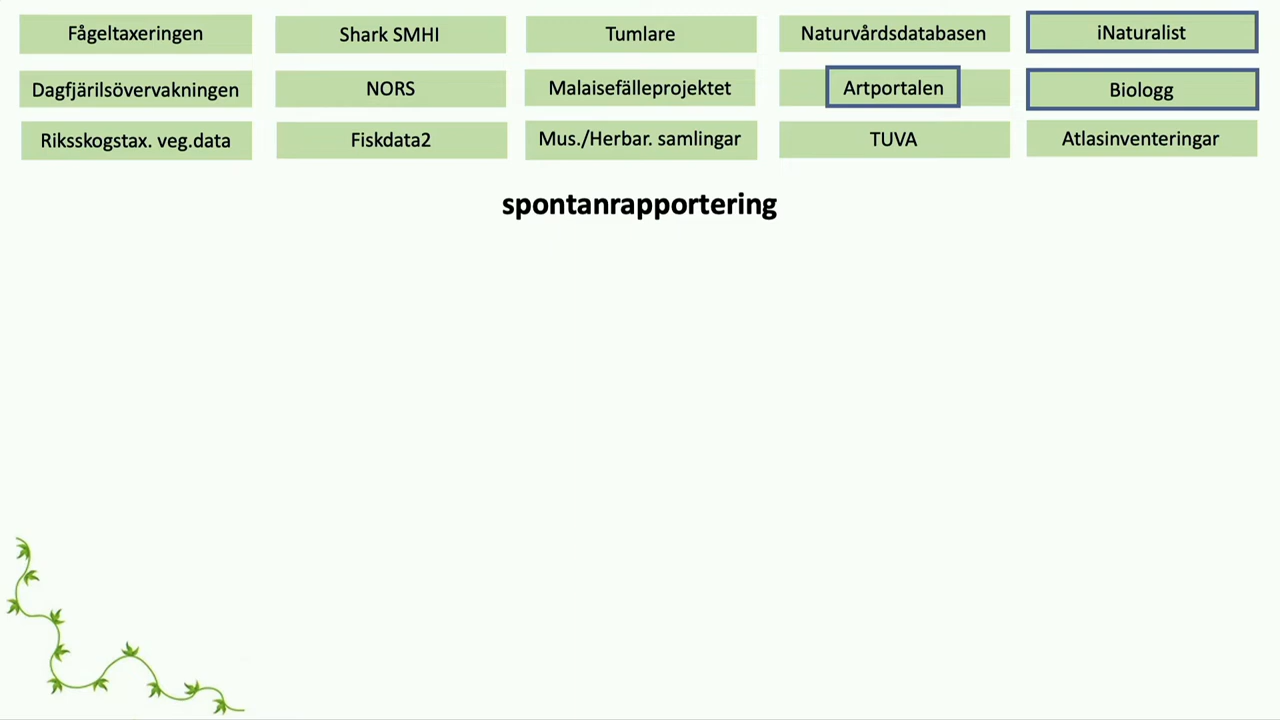 Fågeltaxeringen
Shark SMHI
Tumlare
Naturvårdsdatabasen
iNaturalist
Dagfjärilsövervakningen
NORS
Malaisefälleprojektet
Artportalen
Biologg
Riksskogstax. veg.data
Fiskdata2
Mus./Herbar. samlingar
TUVA
Atlasinventeringar
spontanrapportering